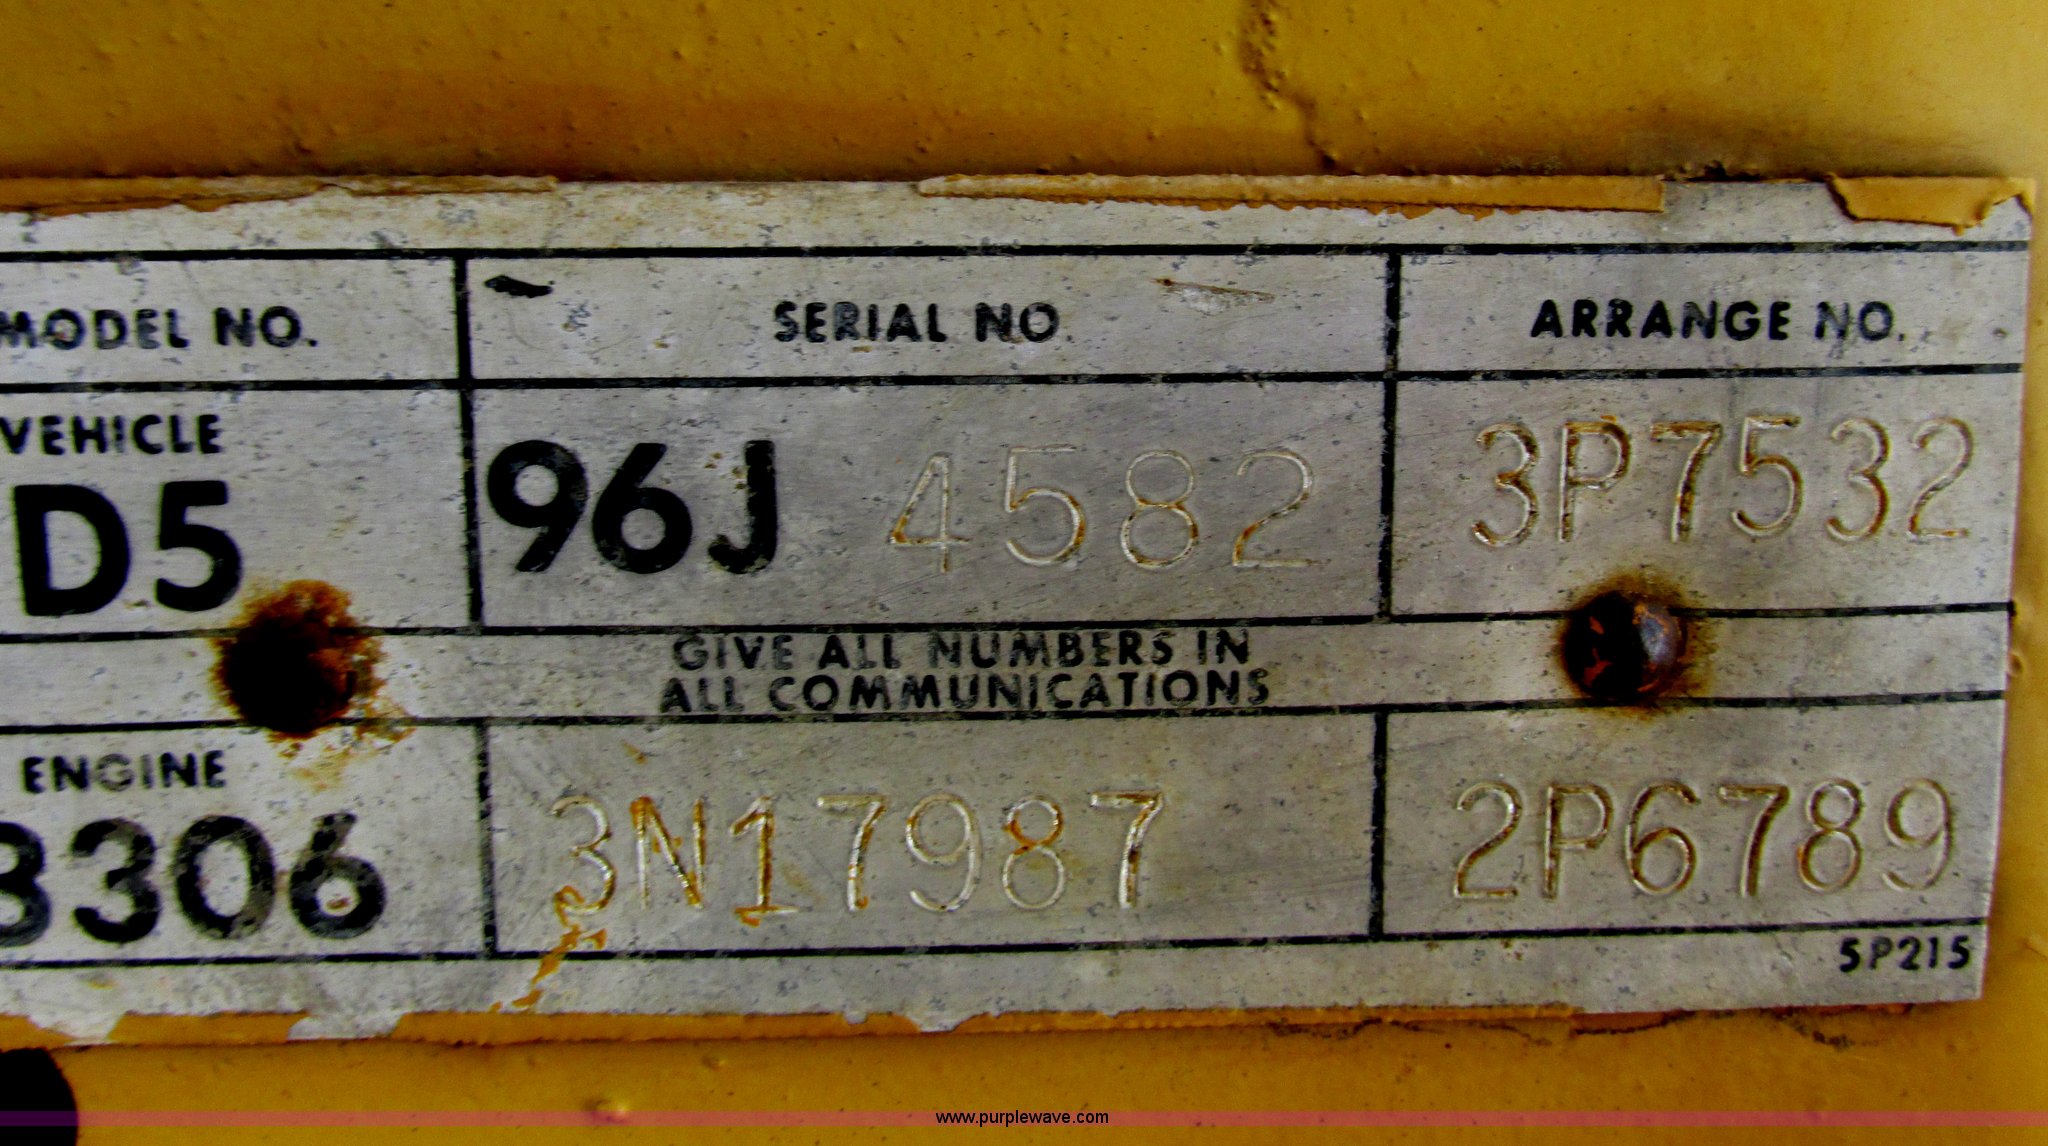 MODEL NO. SERIAL NO. ARRANGE NO.
VEHICLE
D5 96J 4582 3P7532
GIVE ALL NUMBERS IN
ALL COMMUNICATIONS
ENGINE
3306 3N17987 2P6789
5P215
www.purplewave.com